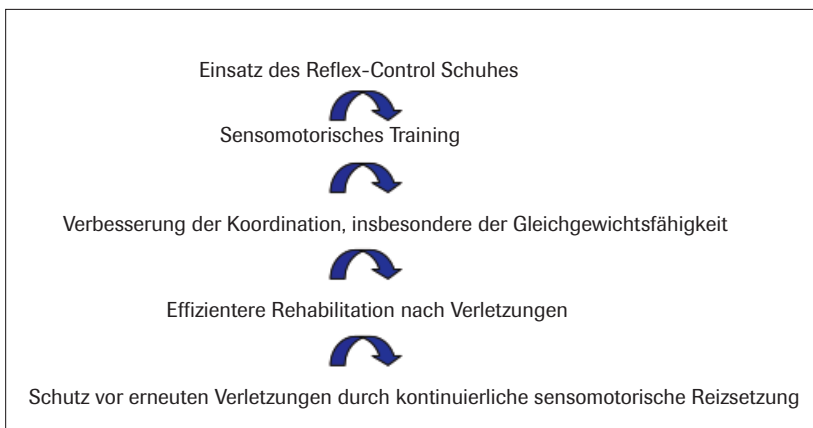 Einsatz des Reflex-Control Schuhes
Sensomotorisches Training
Verbesserung der Koordination, insbesondere der Gleichgewichtsfähigkeit
Effizientere Rehabilitation nach Verletzungen
Schutz vor erneuten Verletzungen durch kontinuierliche sensomotorische Reizsetzung